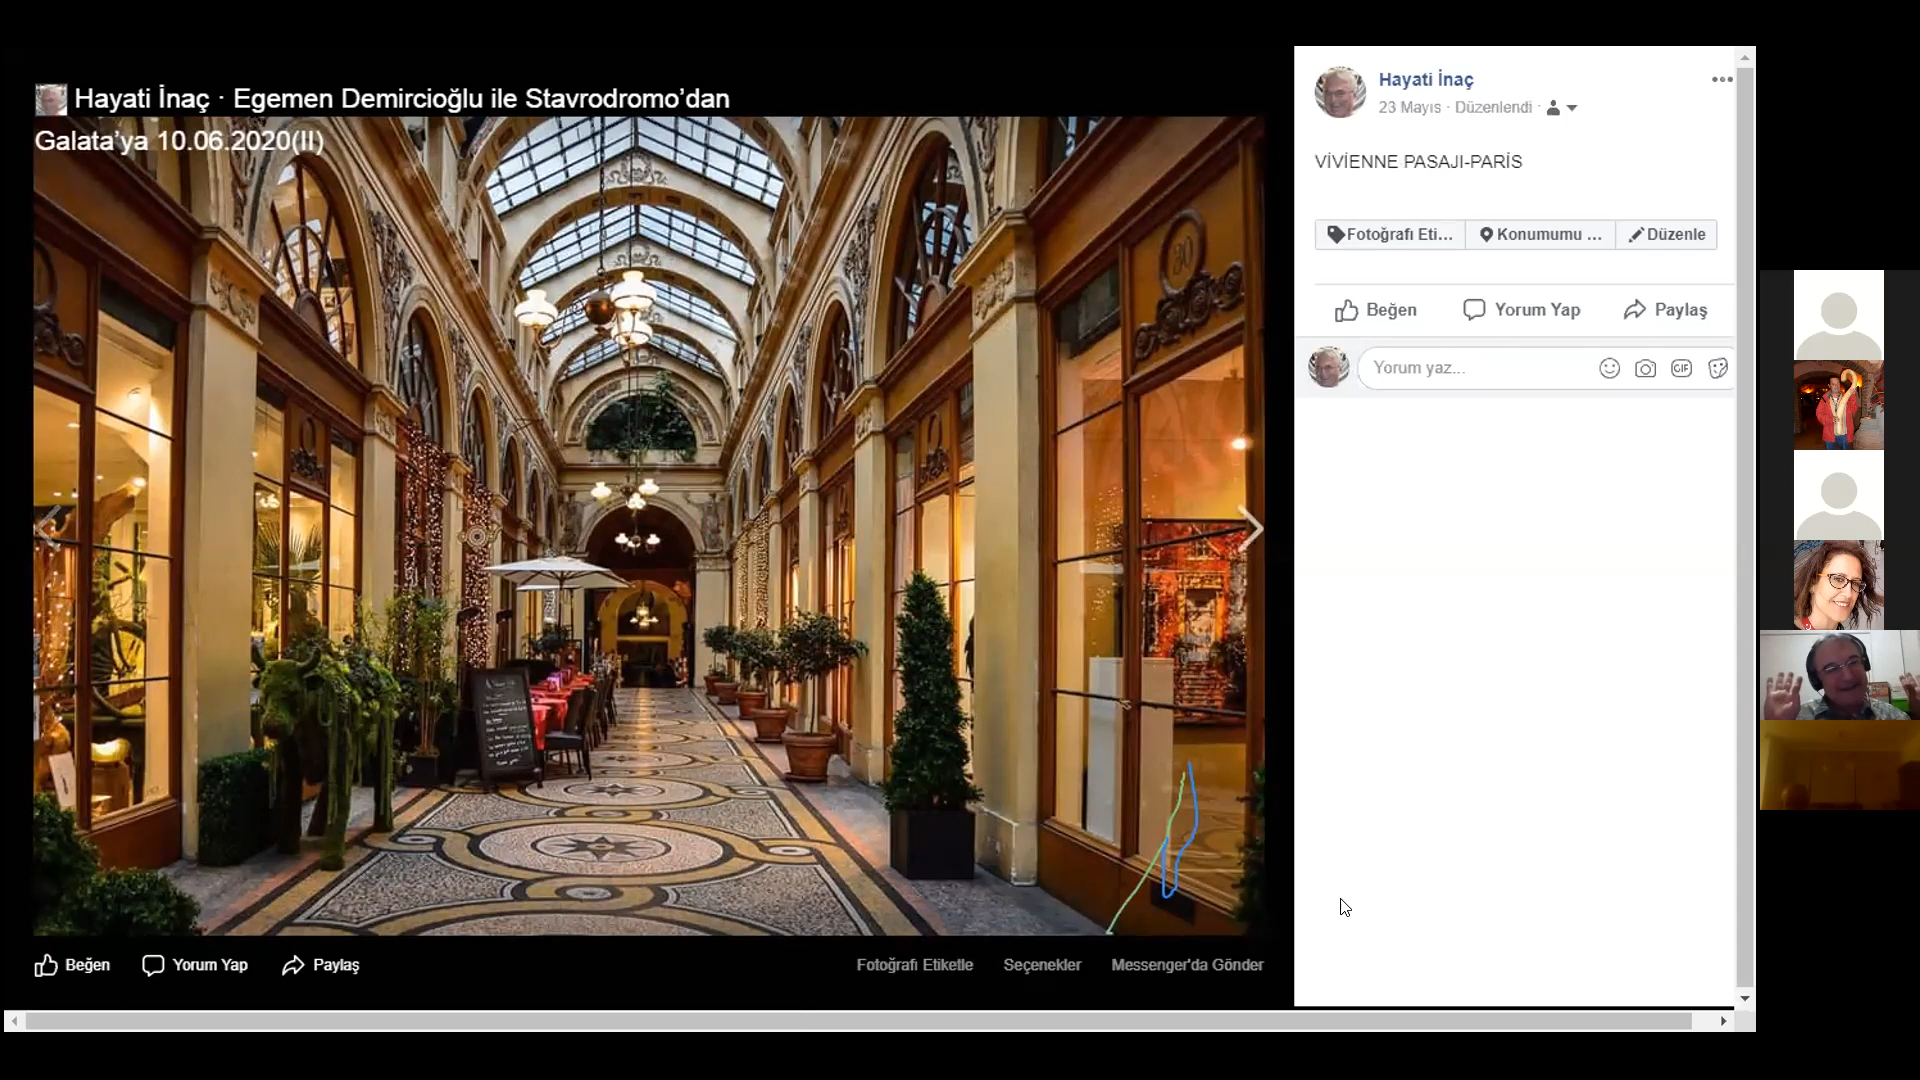 Hayati İnaç · Egemen Demircioğlu ile Stavrodromo’dan
Galata’ya 10.06.2020(II)
30
Beğen
Yorum Yap
Paylaş
Fotoğrafı Etiketle
Seçenekler
Messenger'da Gönder
Hayati İnaç
23 Mayıs · Düzenlendi ·
VİVİENNE PASAJI-PARİS
Fotoğrafı Eti...
Konumumu ...
Düzenle
Beğen
Yorum Yap
Paylaş
Yorum yaz...
GIF